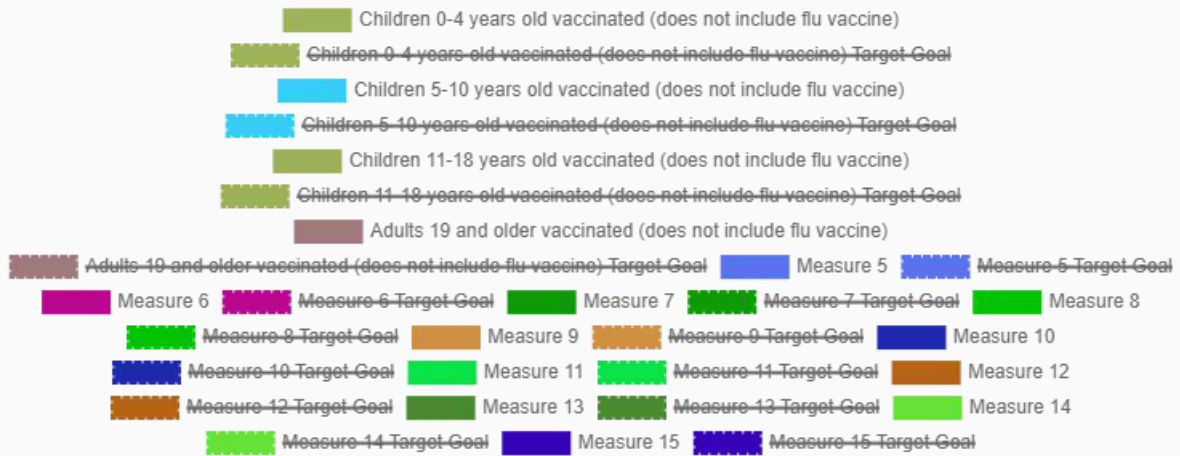 Children 0-4 years old vaccinated (does not include flu vaccine)
Children 0-4 years old vaccinated (does not include flu vaccine) Target Goal
Children 5-10 years old vaccinated (does not include flu vaccine)
Children 5-10 years old vaccinated (does not include flu vaccine) Target Goal
Children 11-18 years old vaccinated (does not include flu vaccine)
Children 11-18 years old vaccinated (does not include flu vaccine) Target Goal
Adults 19 and older vaccinated (does not include flu vaccine)
Adults 19 and older vaccinated (does not include flu vaccine) Target Goal Measure 5 Measure 5 Target Goal
Measure 6 Measure 6 Target Goal Measure 7 Measure 7 Target Goal Measure 8
Measure 8 Target Goal Measure 9 Measure 9 Target Goal Measure 10
Measure 10 Target Goal Measure 11 Measure 11 Target Goal Measure 12
Measure 12 Target Goal Measure 13 Measure 13 Target Goal Measure 14
Measure 14 Target Goal Measure 15 Measure 15 Target Goal